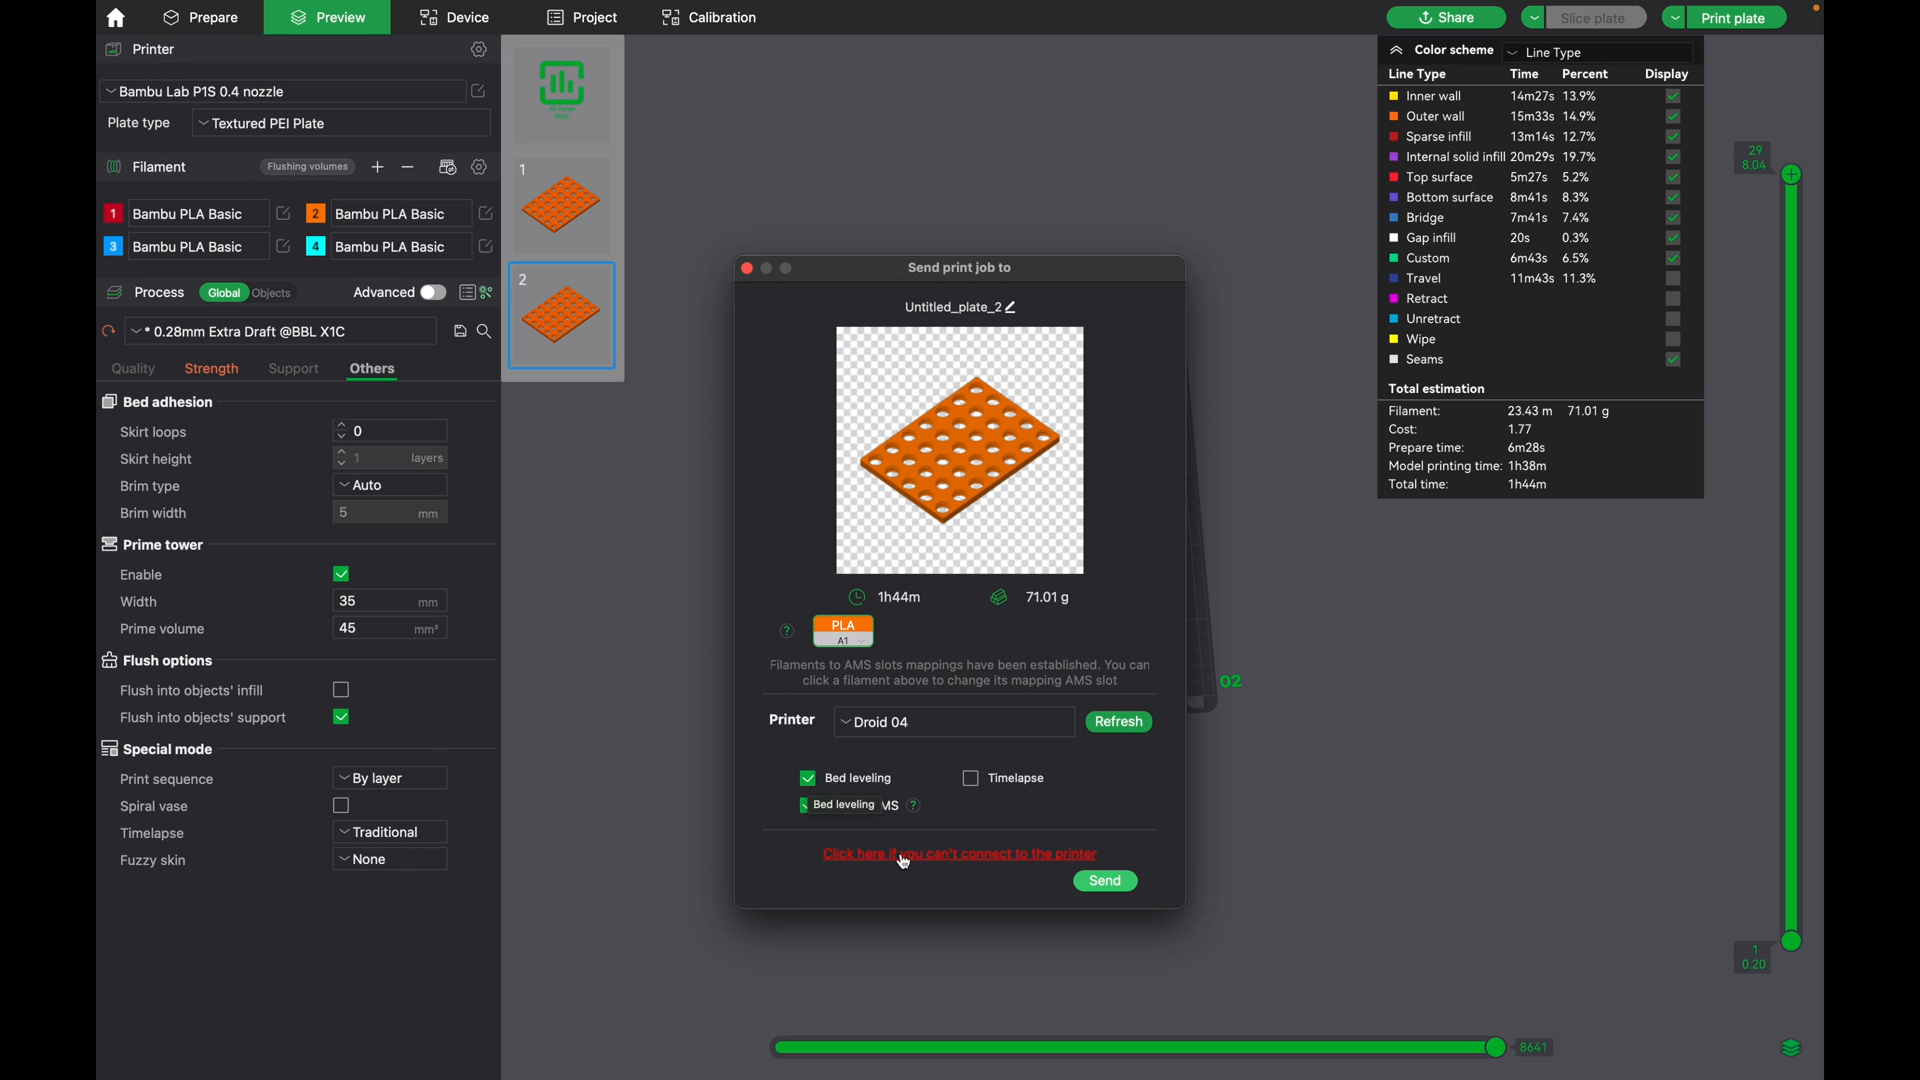 Prepare
Preview
Device
Project
Calibration
Share
Slice plate
Print plate
Printer
Bambu Lab P1S 0.4 nozzle
Plate type
Textured PEI Plate
Filament
Flushing volumes
1 Bambu PLA Basic
2 Bambu PLA Basic
3 Bambu PLA Basic
4 Bambu PLA Basic
Process
Global
Objects
Advanced
* 0.28mm Extra Draft @BBL X1C
Quality
Strength
Support
Others
Bed adhesion
Skirt loops 0
Skirt height 1 layers
Brim type Auto
Brim width 5 mm
Prime tower
Enable
Width 35 mm
Prime volume 45 mm³
Flush options
Flush into objects' infill
Flush into objects' support
Special mode
Print sequence By layer
Spiral vase
Timelapse Traditional
Fuzzy skin None
1
2
Send print job to
Untitled_plate_2
1h44m
71.01 g
?
PLA
A1
Filaments to AMS slots mappings have been established. You can
click a filament above to change its mapping AMS slot
Printer
Droid 04
Refresh
Bed leveling
Timelapse
Bed leveling
MS ?
Click here if you can't connect to the printer
Send
02
Color scheme
Line Type
Line Type Time Percent Display
Inner wall 14m27s 13.9%
Outer wall 15m33s 14.9%
Sparse infill 13m14s 12.7%
Internal solid infill 20m29s 19.7%
Top surface 5m27s 5.2%
Bottom surface 8m41s 8.3%
Bridge 7m41s 7.4%
Gap infill 20s 0.3%
Custom 6m43s 6.5%
Travel 11m43s 11.3%
Retract
Unretract
Wipe
Seams
Total estimation
Filament: 23.43 m 71.01 g
Cost: 1.77
Prepare time: 6m28s
Model printing time: 1h38m
Total time: 1h44m
29
8.04
1
0.20
8641